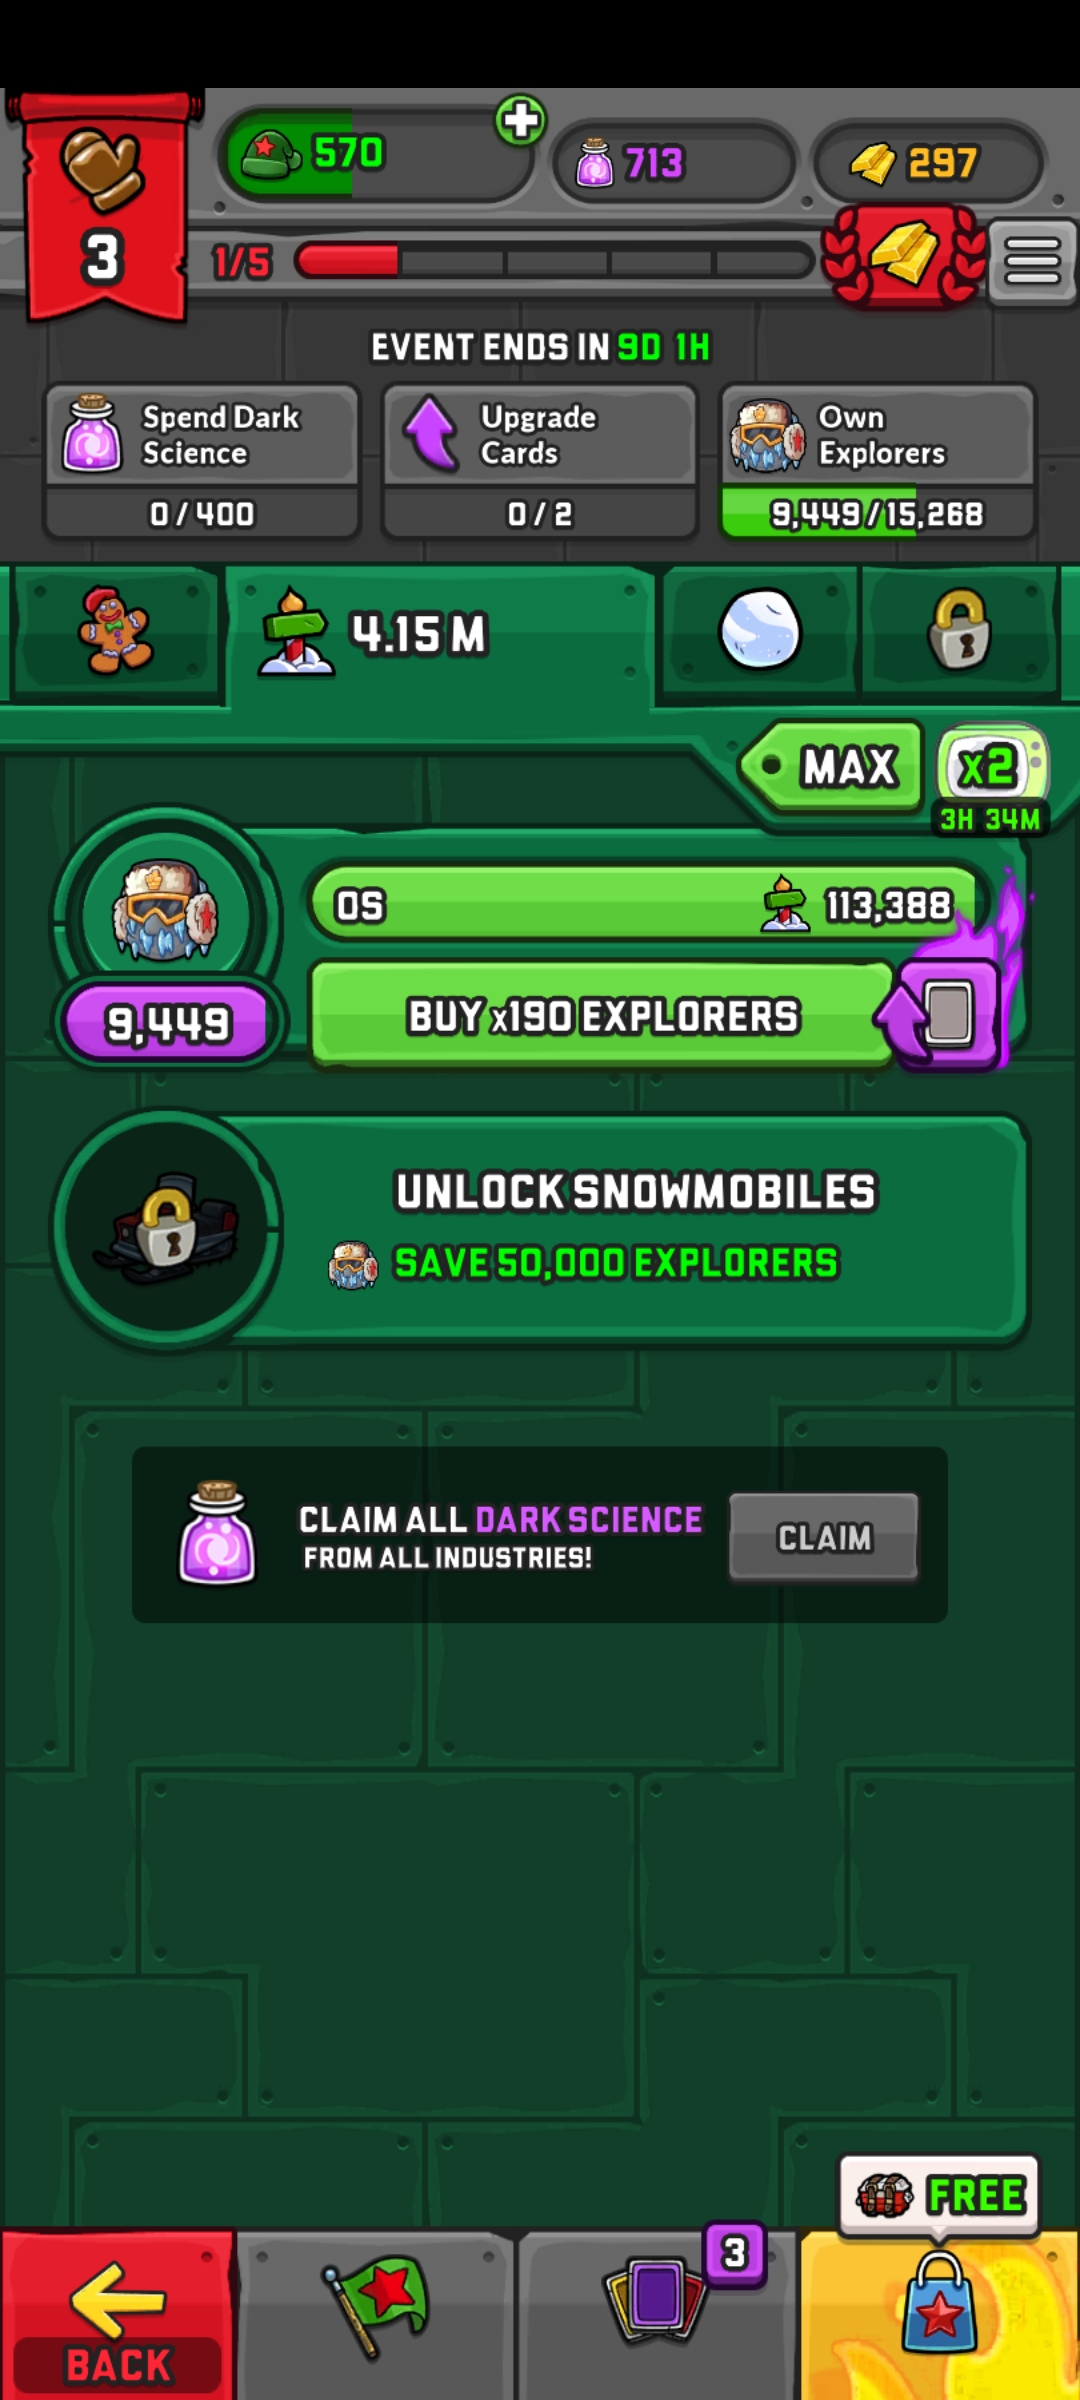 570
713
297
3
1/5
EVENT ENDS IN 9D 1H
Spend Dark
Science
0 / 400
Upgrade
Cards
0 / 2
Own
Explorers
9,449 / 15,268
4.15 M
MAX
x2
3H 34M
0S
113,388
9,449
BUY x190 EXPLORERS
UNLOCK SNOWMOBILES
SAVE 50,000 EXPLORERS
CLAIM ALL DARK SCIENCE
FROM ALL INDUSTRIES!
CLAIM
FREE
3
BACK